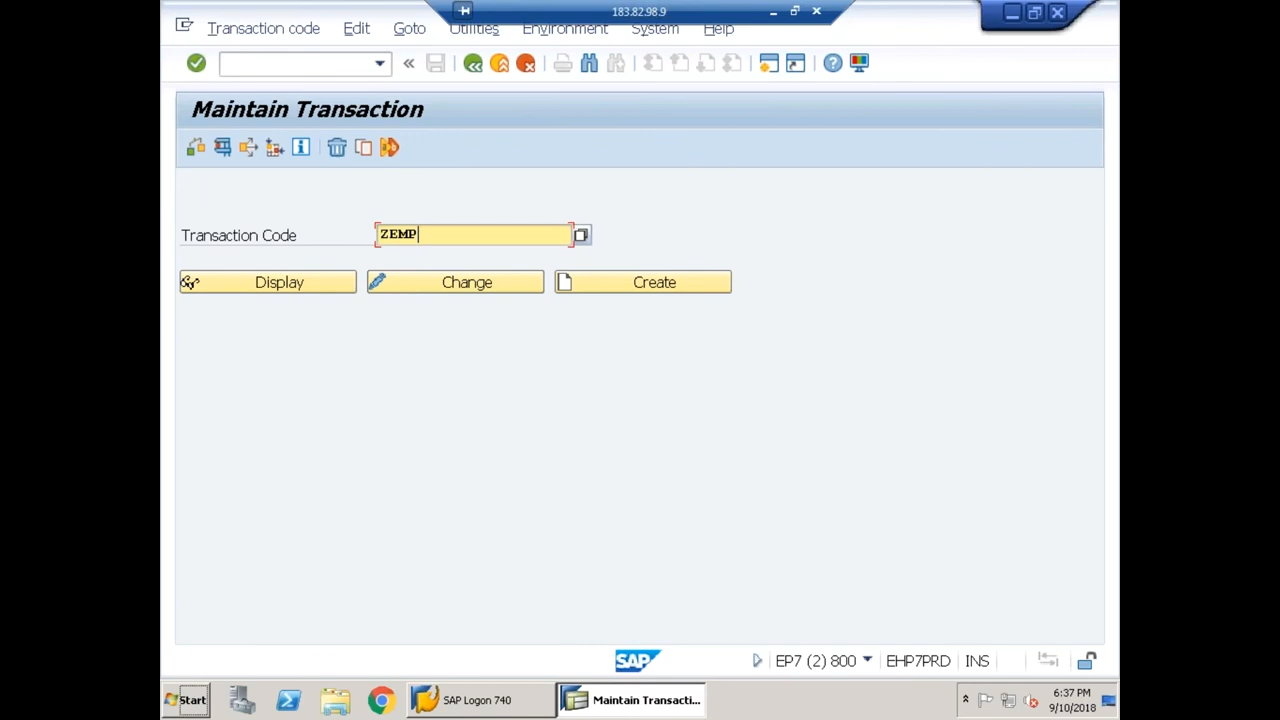 183.82.98.9
Transaction code Edit Goto Utilities Environment System Help
Maintain Transaction
Transaction Code ZEMP
Display Change Create
SAP EP7 (2) 800 EHP7PRD INS
Start SAP Logon 740 Maintain Transacti... 6:37 PM
9/10/2018